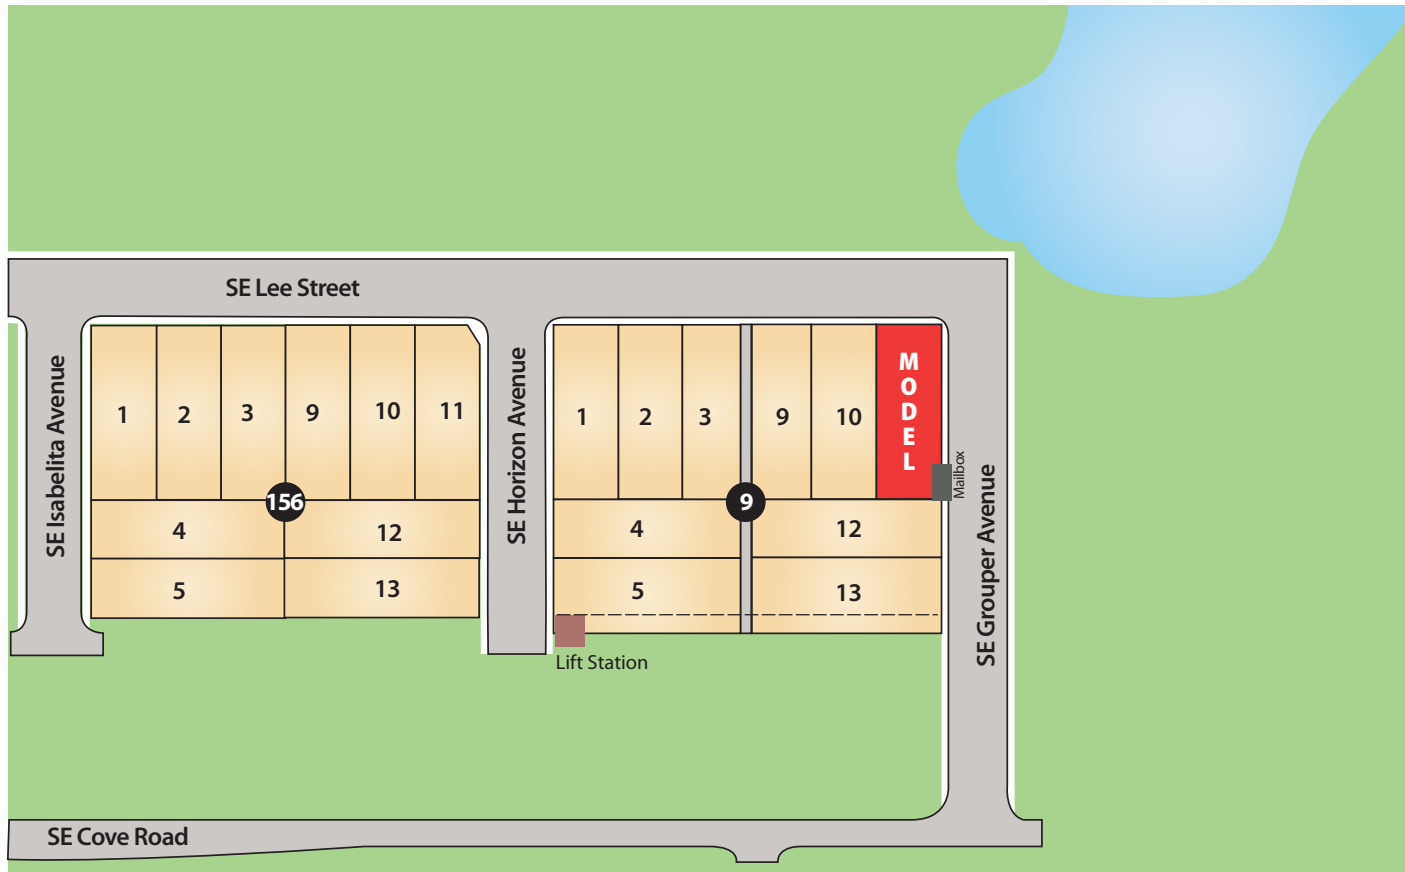 SE Lee Street
SE Isabelita Avenue
1 2 3 9 10 11
156
4 12
5 13
SE Horizon Avenue
1 2 3 9 10
MODEL
9
4 12
5 13
Mailbox
SE Grouper Avenue
Lift Station
SE Cove Road